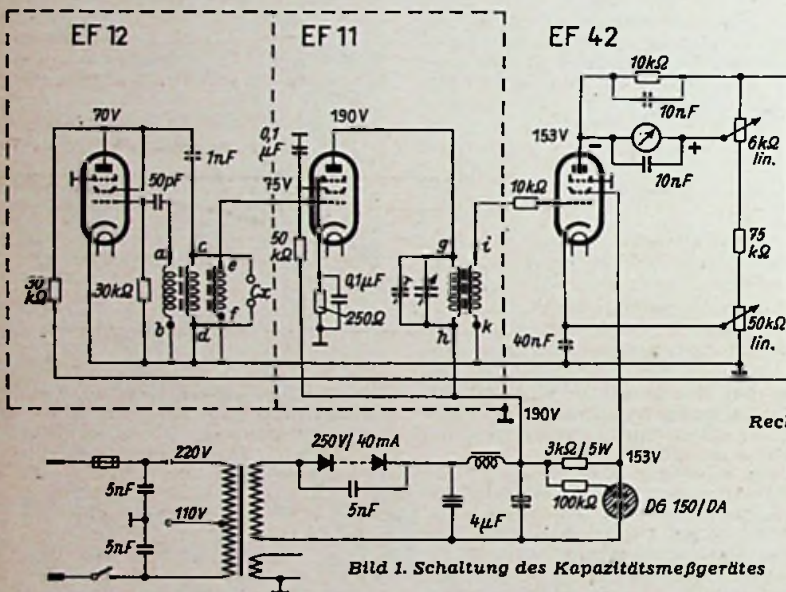 EF 12
EF 11
EF 42
10kΩ
10nF
70V
190V
0,1
µF
1nF
153V
-
+
6kΩ
lin.
10nF
75V
50pF
10kΩ
a
c
e
g
i
50
kΩ
75
kΩ
30kΩ
Cx
0,1µF
250Ω
kΩ
b
d
f
h
k
40nF
50kΩ
lin.
190V
Rech
220V
250V/40mA
3kΩ/5W
153V
5nF
110V
5nF
4µF
100kΩ
DG 150/DA
5nF
Bild 1. Schaltung des Kapazitätsmeßgerätes